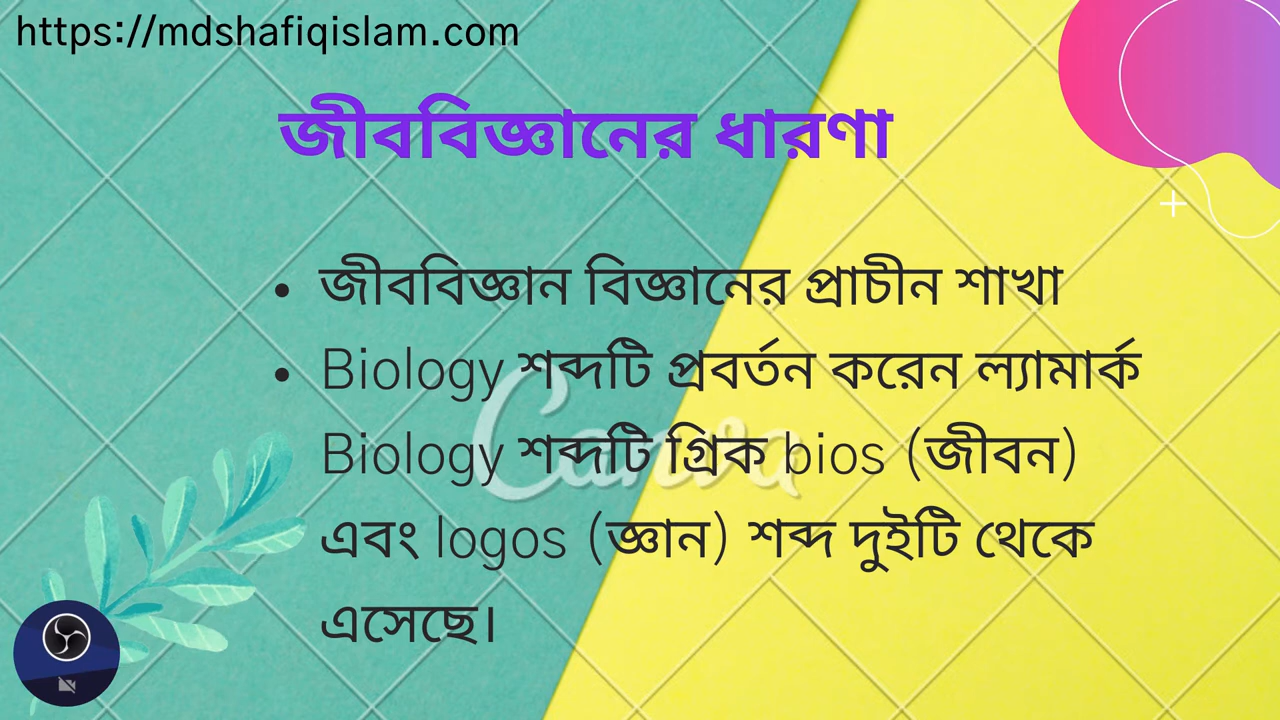 https://mdshafiqislam.com
জীববিজ্ঞানের ধারণা
• জীববিজ্ঞান বিজ্ঞানের প্রাচীন শাখা
• Biology শব্দটি প্রবর্তন করেন ল্যামার্ক
Biology শব্দটি গ্রিক bios (জীবন)
এবং logos (জ্ঞান) শব্দ দুইটি থেকে
এসেছে।
Canva